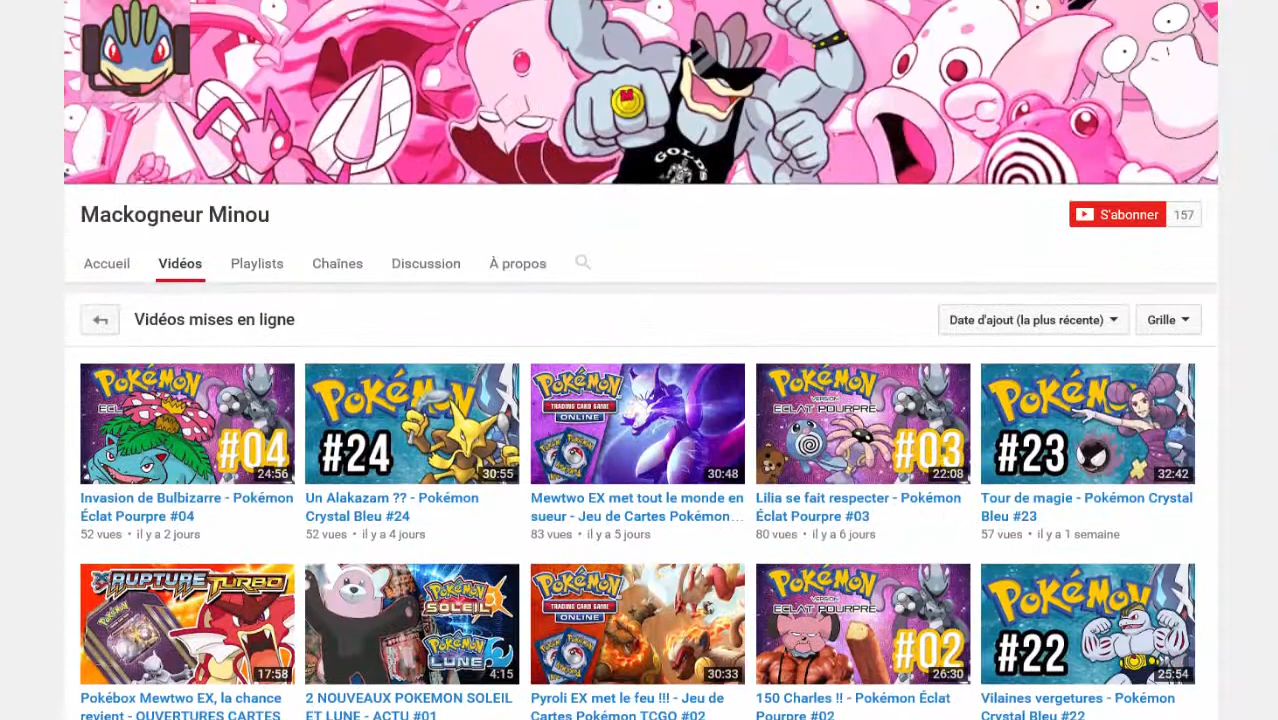 GOLD'S
Mackogneur Minou
S'abonner 157
Accueil Vidéos Playlists Chaînes Discussion À propos
Vidéos mises en ligne
Date d'ajout (la plus récente) Grille
POKéMON
ECL
#04
24:56
POKéM N
#24
30:55
POKéMON
TRADING CARD GAME
ONLINE
30:48
POKéMON
VERSION
ECLAT POURPRE
#03
22:08
POKéM
#23
32:42
Invasion de Bulbizarre - Pokémon
Éclat Pourpre #04
52 vues • il y a 2 jours
Un Alakazam ?? - Pokémon
Crystal Bleu #24
52 vues • il y a 4 jours
Mewtwo EX met tout le monde en
sueur - Jeu de Cartes Pokémon…
83 vues • il y a 5 jours
Lilia se fait respecter - Pokémon
Éclat Pourpre #03
80 vues • il y a 6 jours
Tour de magie - Pokémon Crystal
Bleu #23
57 vues • il y a 1 semaine
RUPTURE TURBO
17:58
POKéMON
SOLEIL
POKéMON
LUNE
4:15
POKéMON
TRADING CARD GAME
ONLINE
30:33
POKéMON
VERSION
ECLAT POURPRE
#02
26:30
POKéMON
#22
25:54
Pokébox Mewtwo EX, la chance
revient - OUVERTURES CARTES
2 NOUVEAUX POKEMON SOLEIL
ET LUNE - ACTU #01
Pyroli EX met le feu !!! - Jeu de
Cartes Pokémon TCGO #02
150 Charles !! - Pokémon Éclat
Pourpre #02
Vilaines vergetures - Pokémon
Crystal Bleu #22